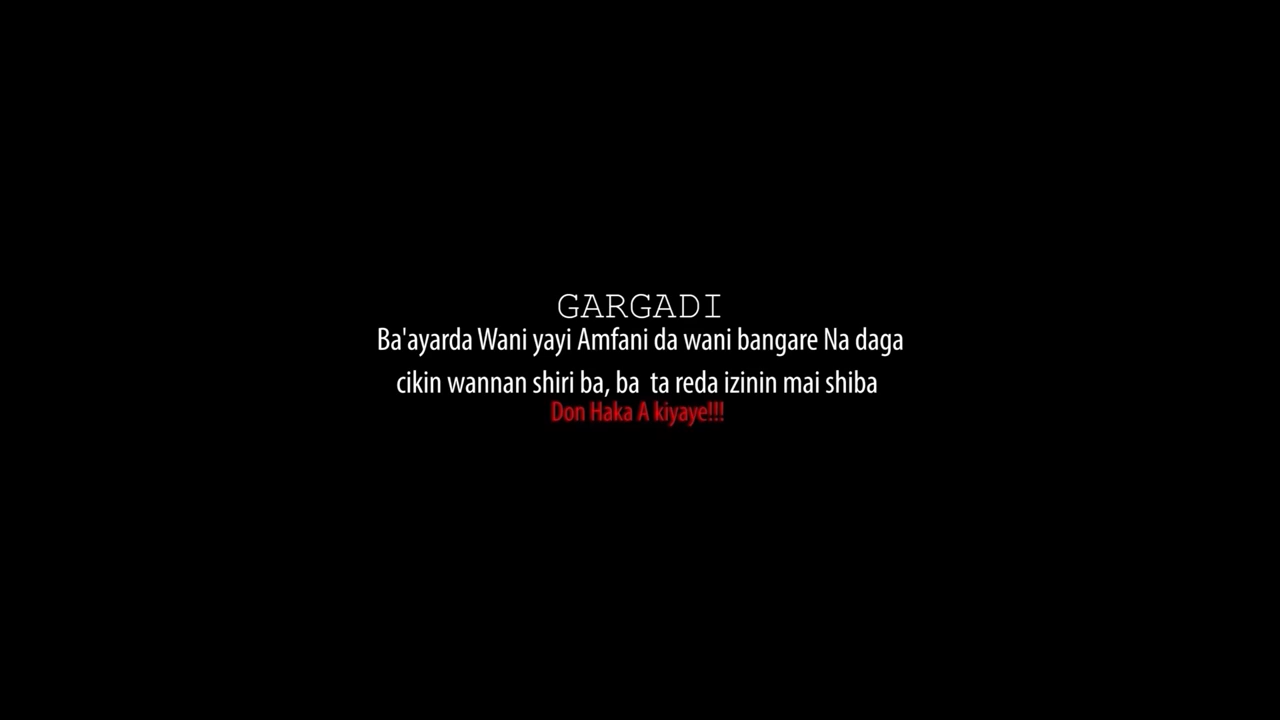 GARGADI
Ba'ayarda Wani yayi Amfani da wani bangare Na daga
cikin wannan shiri ba, ba ta reda izinin mai shiba
Don Haka A kiyaye!!!